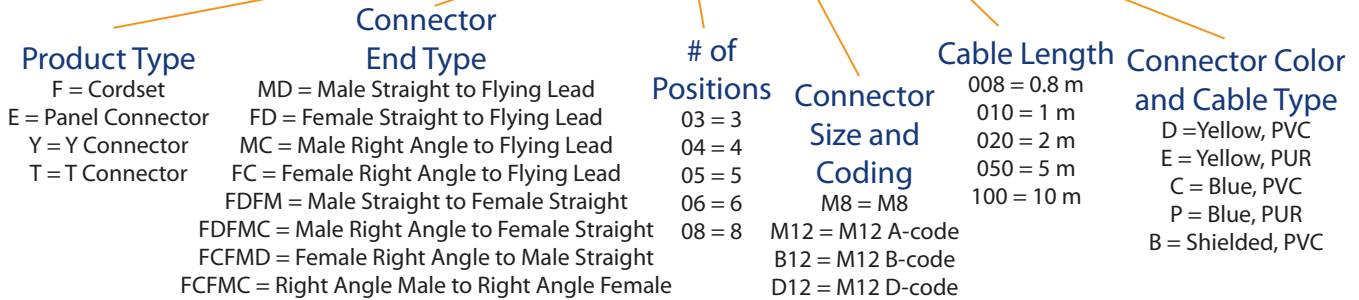 Product Type
F = Cordset
E = Panel Connector
Y = Y Connector
T = T Connector
Connector
End Type
MD = Male Straight to Flying Lead
FD = Female Straight to Flying Lead
MC = Male Right Angle to Flying Lead
FC = Female Right Angle to Flying Lead
FDFM = Male Straight to Female Straight
FDFMC = Male Right Angle to Female Straight
FCFMD = Female Right Angle to Male Straight
FCFMC = Right Angle Male to Right Angle Female
# of
Positions
03 = 3
04 = 4
05 = 5
06 = 6
08 = 8
Connector
Size and
Coding
M8 = M8
M12 = M12 A-code
B12 = M12 B-code
D12 = M12 D-code
Cable Length
008 = 0.8 m
010 = 1 m
020 = 2 m
050 = 5 m
100 = 10 m
Connector Color
and Cable Type
D =Yellow, PVC
E = Yellow, PUR
C = Blue, PVC
P = Blue, PUR
B = Shielded, PVC